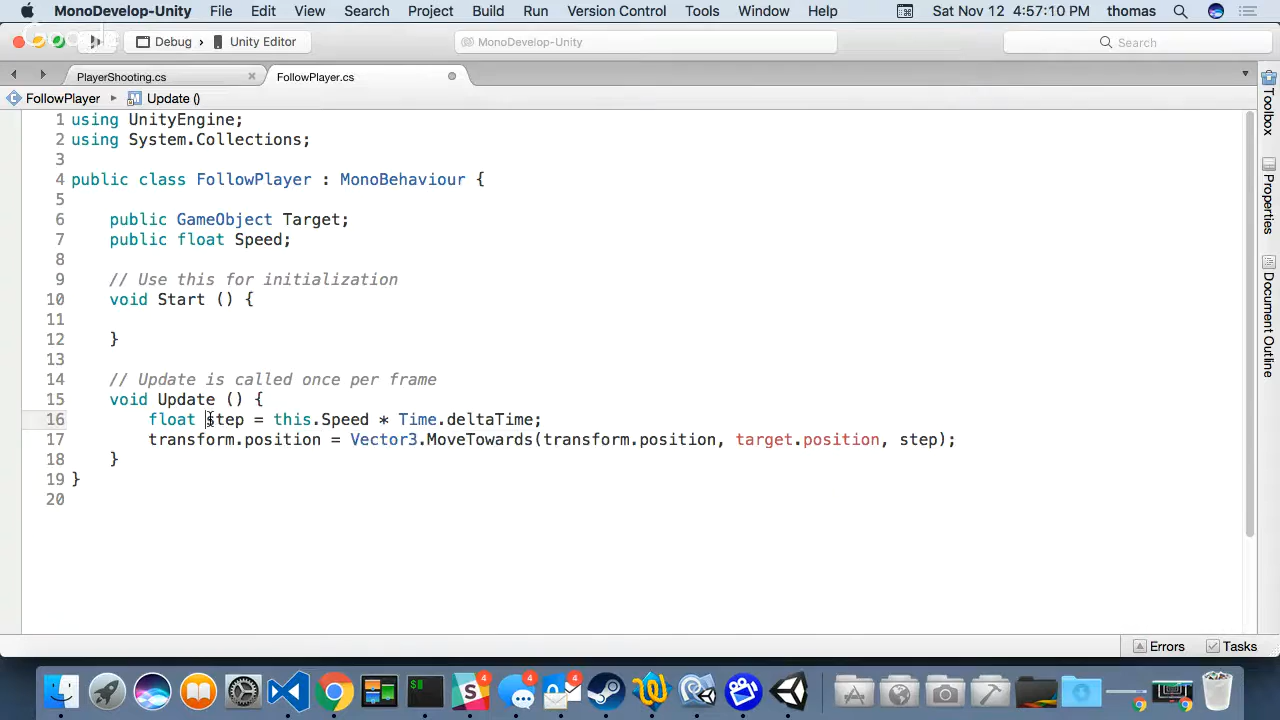 MonoDevelop-Unity File Edit View Search Project Build Run Version Control Tools Window Help Sat Nov 12 4:57:10 PM thomas
Google
Debug Unity Editor MonoDevelop-Unity Search
PlayerShooting.cs FollowPlayer.cs
FollowPlayer Update ()
1 using UnityEngine;
2 using System.Collections;
3
4 public class FollowPlayer : MonoBehaviour {
5
6 public GameObject Target;
7 public float Speed;
8
9 // Use this for initialization
10 void Start () {
11
12 }
13
14 // Update is called once per frame
15 void Update () {
16 float step = this.Speed * Time.deltaTime;
17 transform.position = Vector3.MoveTowards(transform.position, target.position, step);
18 }
19 }
20
Toolbox
Properties
Document Outline
Errors Tasks
4 4 4
$ S